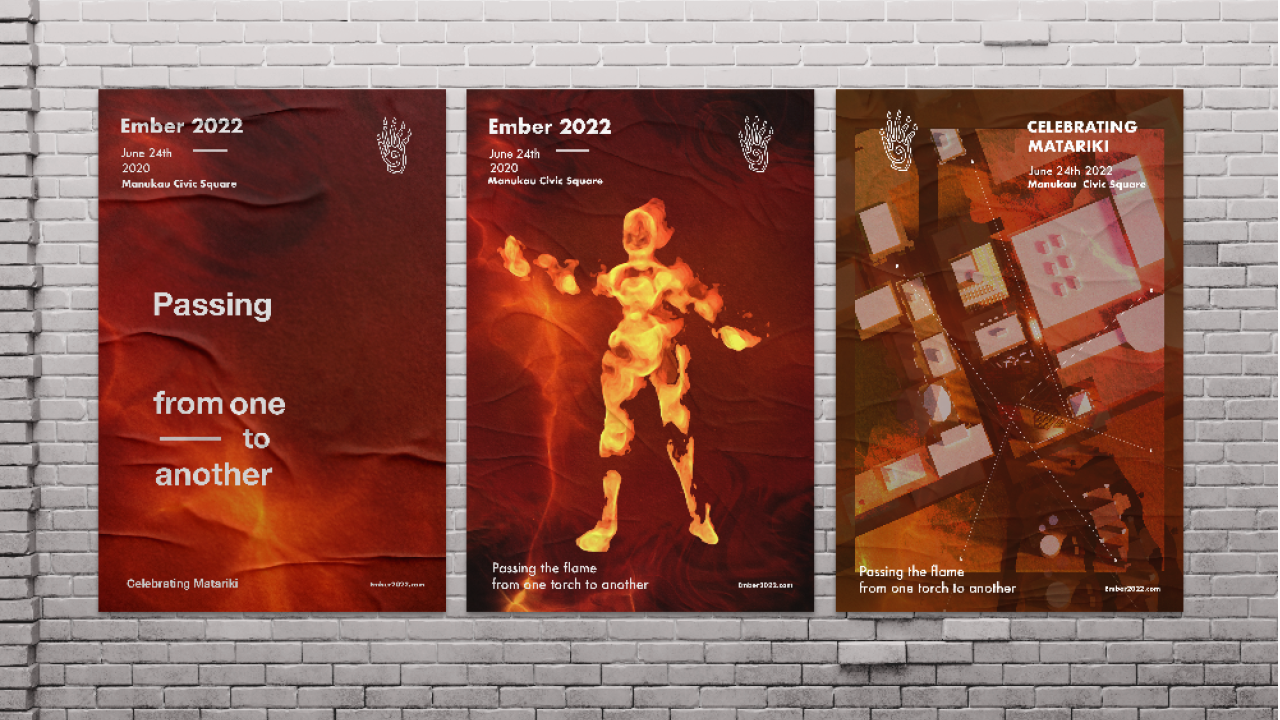 Ember 2022
June 24th
2020
Manukau Civic Square
Passing
from one
to
another
Celebrating Matariki
Ember2022.com
Ember 2022
June 24th
2020
Manukau Civic Square
Passing the flame
from one torch to another
Ember2022.com
CELEBRATING
MATARIKI
June 24th 2022
Manukau Civic Square
Passing the flame
from one torch to another
Ember2022.com